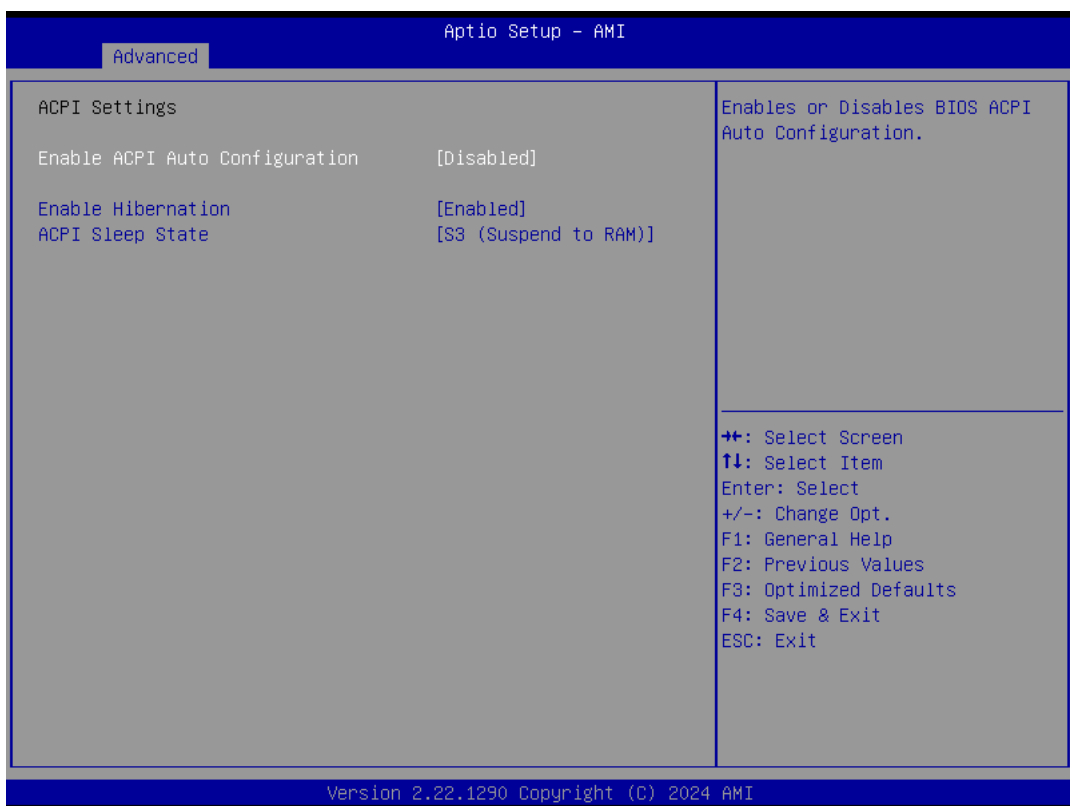 Aptio Setup – AMI
Advanced
ACPI Settings
Enable ACPI Auto Configuration [Disabled]
Enable Hibernation [Enabled]
ACPI Sleep State [S3 (Suspend to RAM)]
Enables or Disables BIOS ACPI
Auto Configuration.
→←: Select Screen
↑↓: Select Item
Enter: Select
+/-: Change Opt.
F1: General Help
F2: Previous Values
F3: Optimized Defaults
F4: Save & Exit
ESC: Exit
Version 2.22.1290 Copyright (C) 2024 AMI